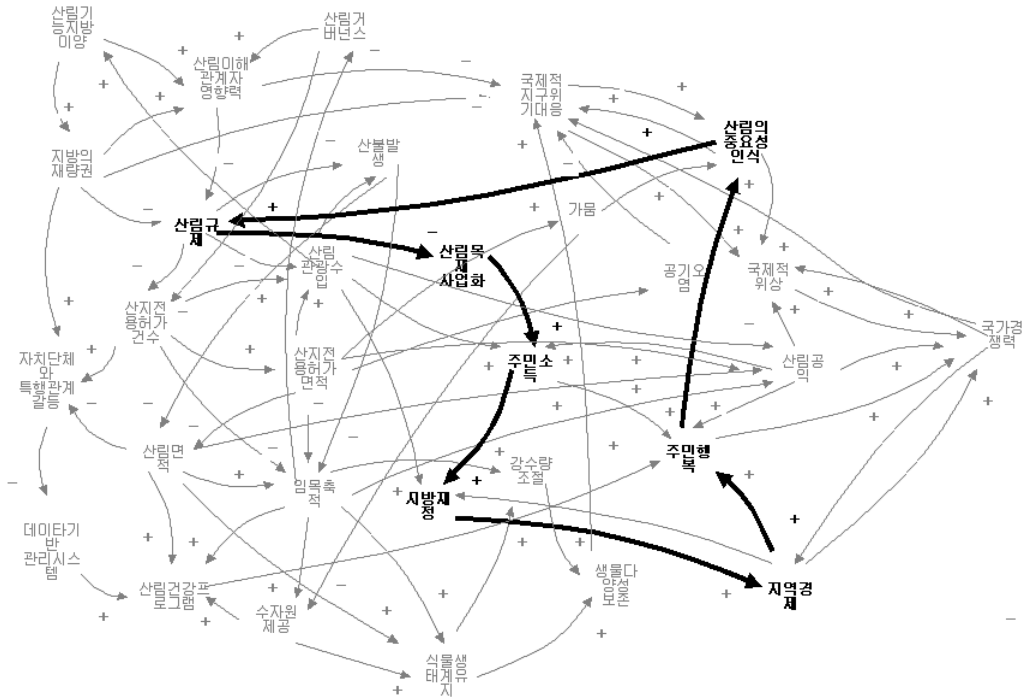 산림기
능지방
이양
산림거
버넌스
산림이해
관계자
영향력
국제적
지구위
기대응
산림의
중요성
인식
지방의
재량권
산불발
생
가뭄
산림규
제
산림
관광수
입
산림목
재
사업화
공기오
염
국제적
위상
산지전
용허가
건수
자치단체
와
특행관계
갈등
산지전
용허가
면적
주민소
득
산림공
익
국가경
쟁력
산림면
적
임목축
적
지방재
정
강수량
조절
주민행
복
데이타기
반
관리시스
템
산림건강프
로그램
수자원
제공
생물다
양성
보존
지역경
제
식물생
태계유
지